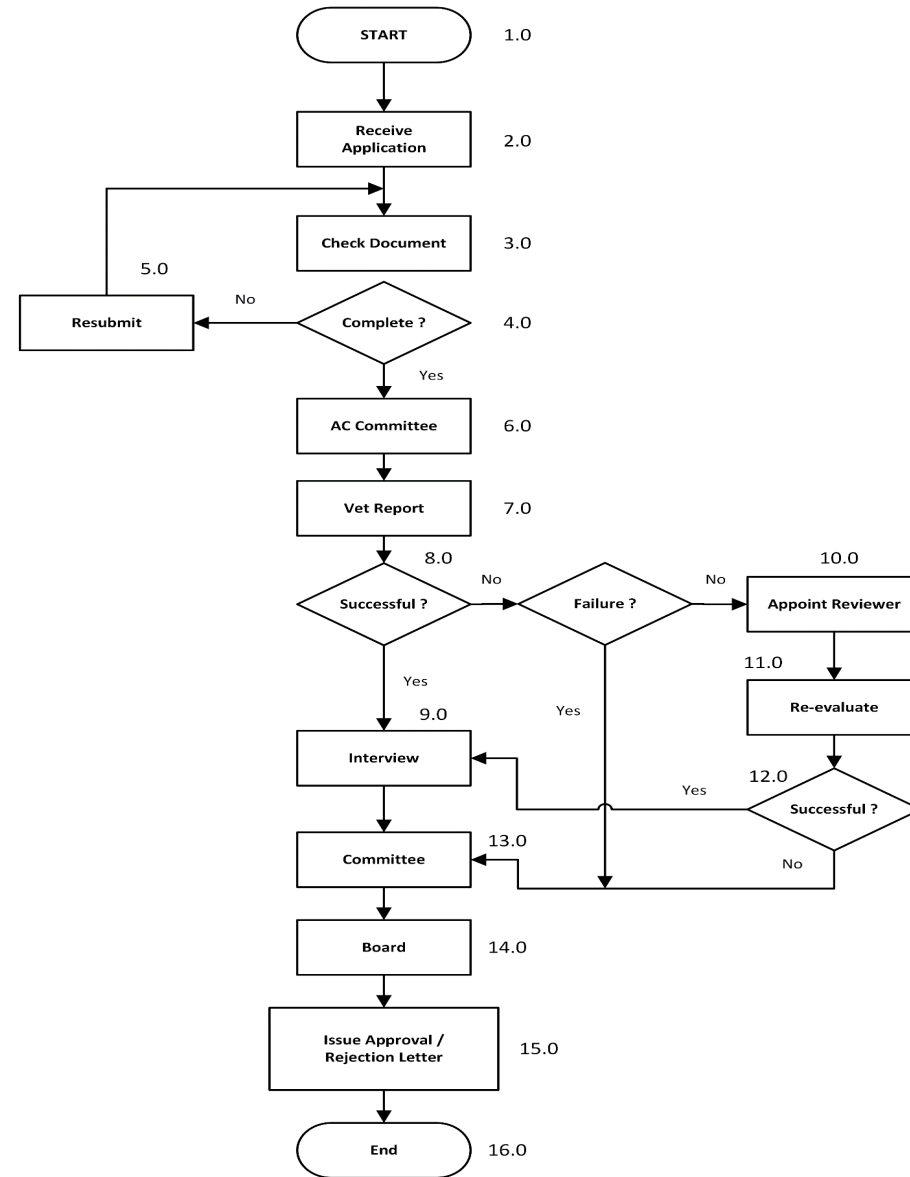 START
1.0
Receive
Application
2.0
Check Document
3.0
5.0
No
Resubmit
Complete ?
4.0
Yes
AC Committee
6.0
Vet Report
7.0
8.0
10.0
Successful ?
No
Failure ?
No
Appoint Reviewer
11.0
Yes
Re-evaluate
9.0
Yes
Interview
12.0
Yes
Successful ?
13.0
Committee
No
Board
14.0
Issue Approval /
Rejection Letter
15.0
End
16.0